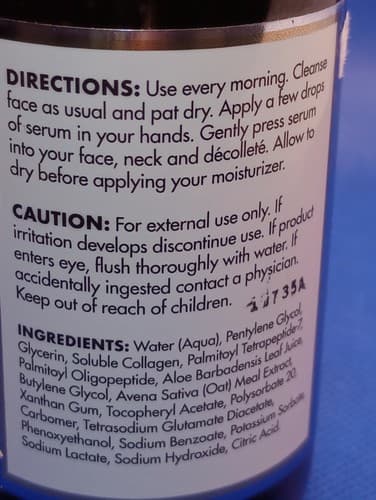 DIRECTIONS: Use every morning. Cleanse
face as usual and pat dry. Apply a few drops
of serum in your hands. Gently press serum
into your face, neck and décolleté. Allow to
dry before applying your moisturizer.
CAUTION: For external use only. If
irritation develops discontinue use. If product
enters eye, flush thoroughly with water. If
accidentally ingested contact a physician.
Keep out of reach of children.
INGREDIENTS: Water (Aqua), Pentylene Glycol,
Glycerin, Soluble Collagen, Palmitoyl Tetrapeptide-7,
Palmitoyl Oligopeptide, Aloe Barbadensis Leaf Juice,
Butylene Glycol, Avena Sativa (Oat) Meal Extract,
Xanthan Gum, Tocopheryl Acetate, Polysorbate 20,
Carbomer, Tetrasodium Glutamate Diacetate,
Phenoxyethanol, Sodium Benzoate, Potassium Sorbate,
Sodium Lactate, Sodium Hydroxide, Citric Acid.